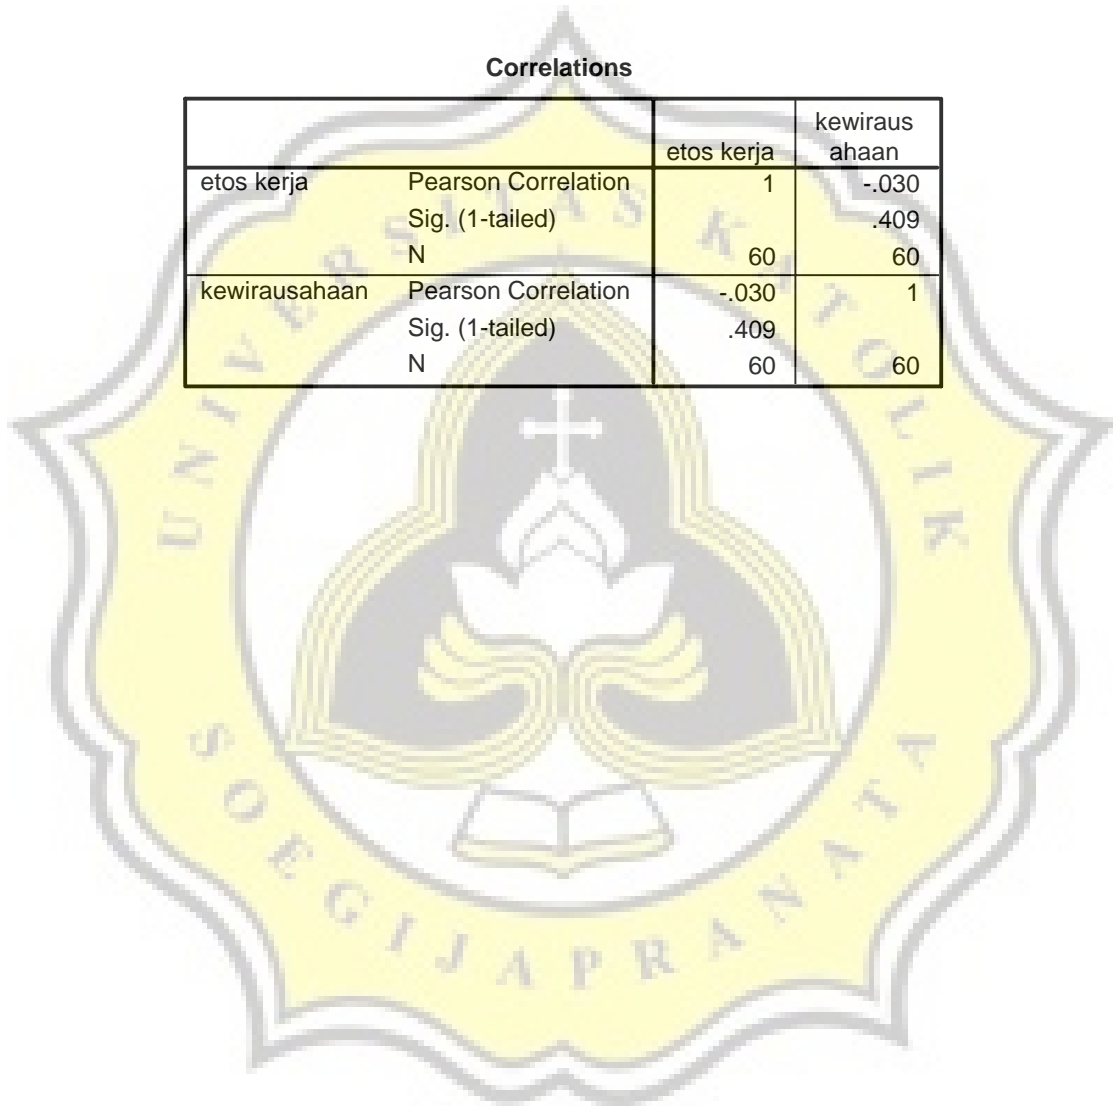 Correlations
etos kerja kewiraus
ahaan
etos kerja Pearson Correlation 1 -.030
Sig. (1-tailed) .409
N 60 60
kewirausahaan Pearson Correlation -.030 1
Sig. (1-tailed) .409
N 60 60
UNIVERSITAS KATOLIK
SOEGIJAPRANATA